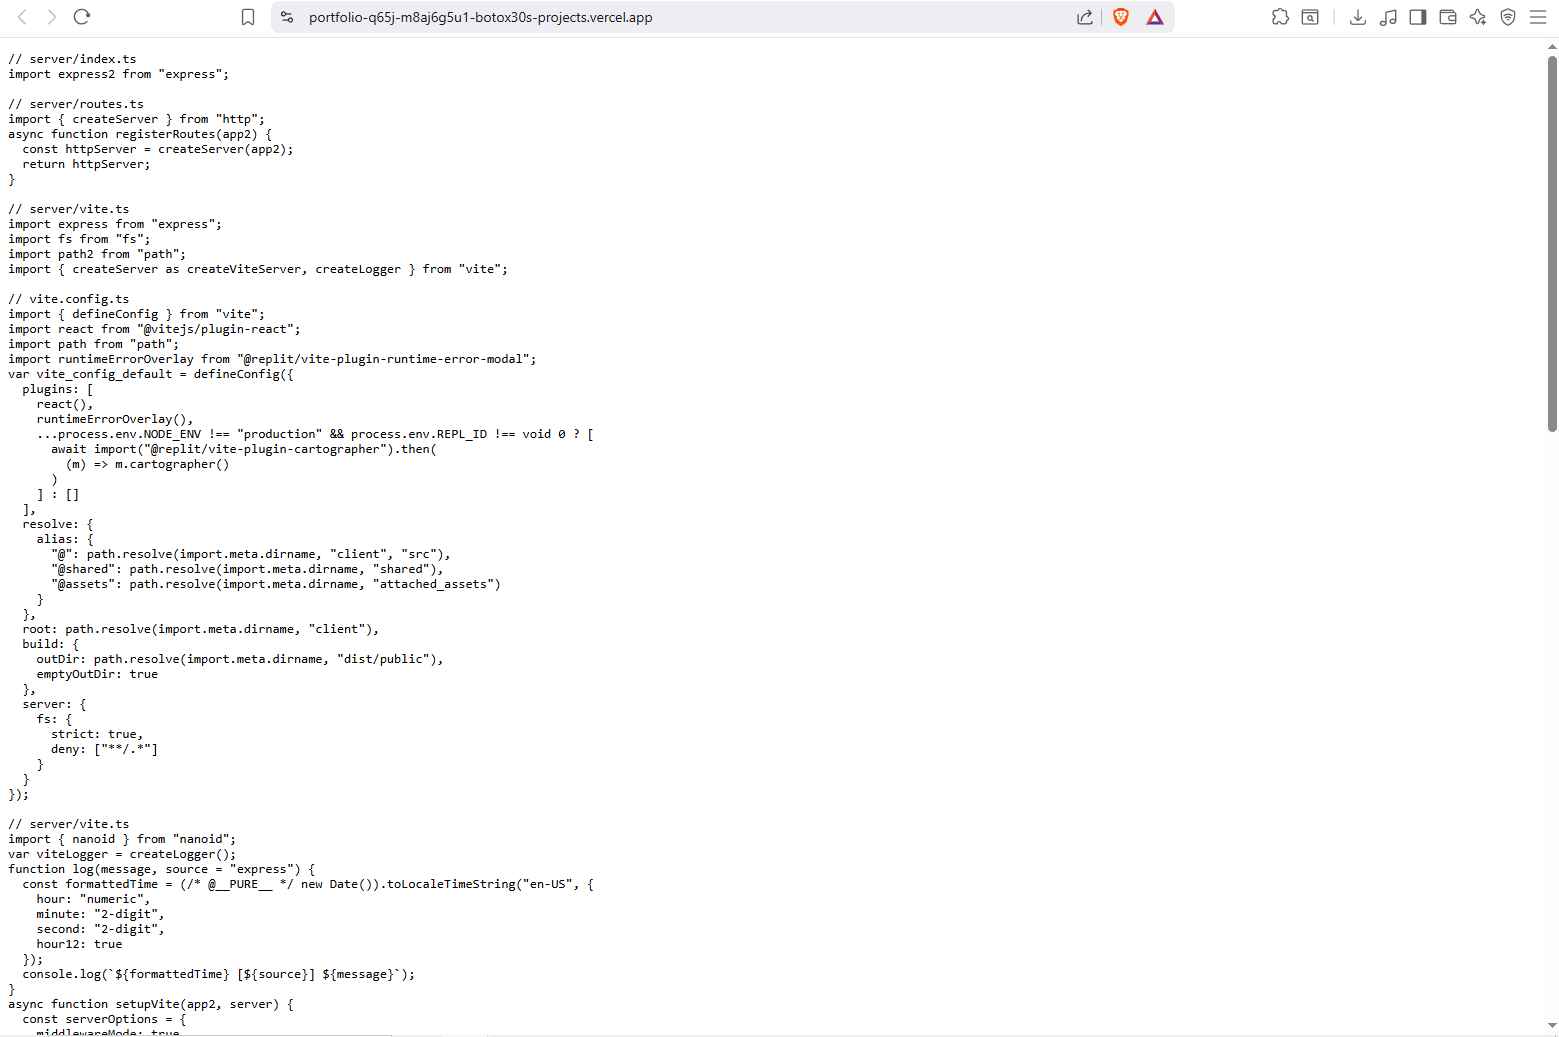 portfolio-q65j-m8aj6g5u1-botox30s-projects.vercel.app
// server/index.ts
import express2 from "express";
// server/routes.ts
import { createServer } from "http";
async function registerRoutes(app2) {
  const httpServer = createServer(app2);
  return httpServer;
}
// server/vite.ts
import express from "express";
import fs from "fs";
import path2 from "path";
import { createServer as createViteServer, createLogger } from "vite";
// vite.config.ts
import { defineConfig } from "vite";
import react from "@vitejs/plugin-react";
import path from "path";
import runtimeErrorOverlay from "@replit/vite-plugin-runtime-error-modal";
var vite_config_default = defineConfig({
  plugins: [
    react(),
    runtimeErrorOverlay(),
    ...process.env.NODE_ENV !== "production" && process.env.REPL_ID !== void 0 ? [
      await import("@replit/vite-plugin-cartographer").then(
        (m) => m.cartographer()
      )
    ] : []
  ],
  resolve: {
    alias: {
      "@": path.resolve(import.meta.dirname, "client", "src"),
      "@shared": path.resolve(import.meta.dirname, "shared"),
      "@assets": path.resolve(import.meta.dirname, "attached_assets")
    }
  },
  root: path.resolve(import.meta.dirname, "client"),
  build: {
    outDir: path.resolve(import.meta.dirname, "dist/public"),
    emptyOutDir: true
  },
  server: {
    fs: {
      strict: true,
      deny: ["**/.*"]
    }
  }
});
// server/vite.ts
import { nanoid } from "nanoid";
var viteLogger = createLogger();
function log(message, source = "express") {
  const formattedTime = (/* @__PURE__ */ new Date()).toLocaleTimeString("en-US", {
    hour: "numeric",
    minute: "2-digit",
    second: "2-digit",
    hour12: true
  });
  console.log(`${formattedTime} [${source}] ${message}`);
}
async function setupVite(app2, server) {
  const serverOptions = {
    middlewareMode: true